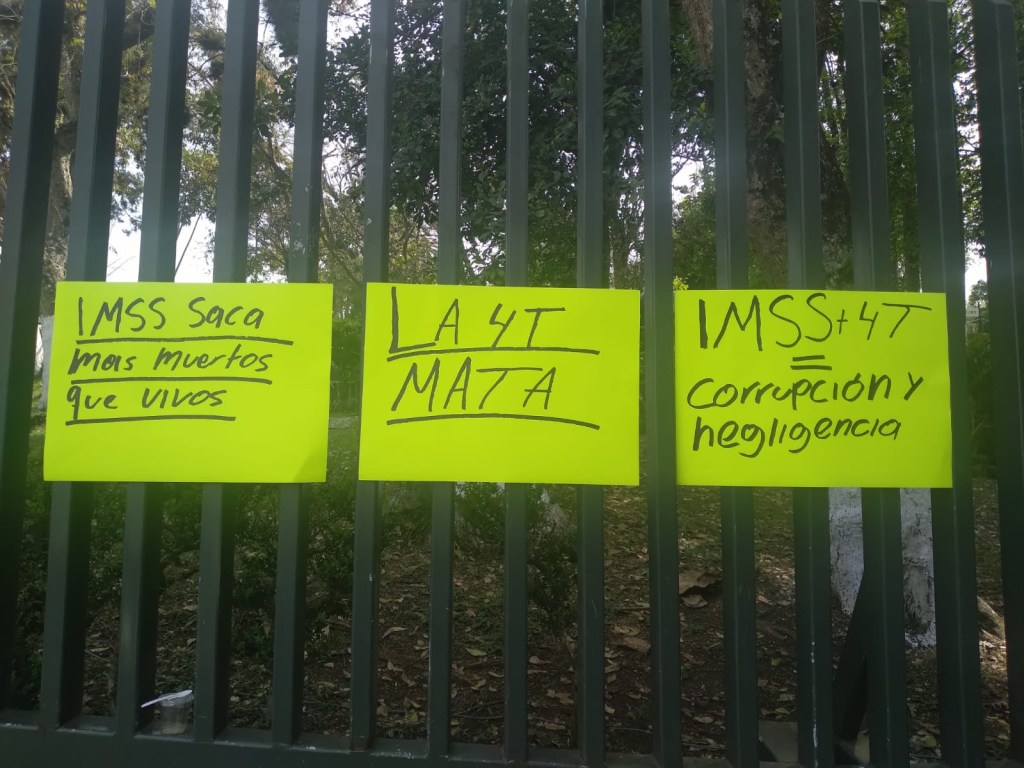 IMSS Saca
mas muertos
que vivos
LA 4T
MATA
IMSS+4T
=
corrupción y
negligencia